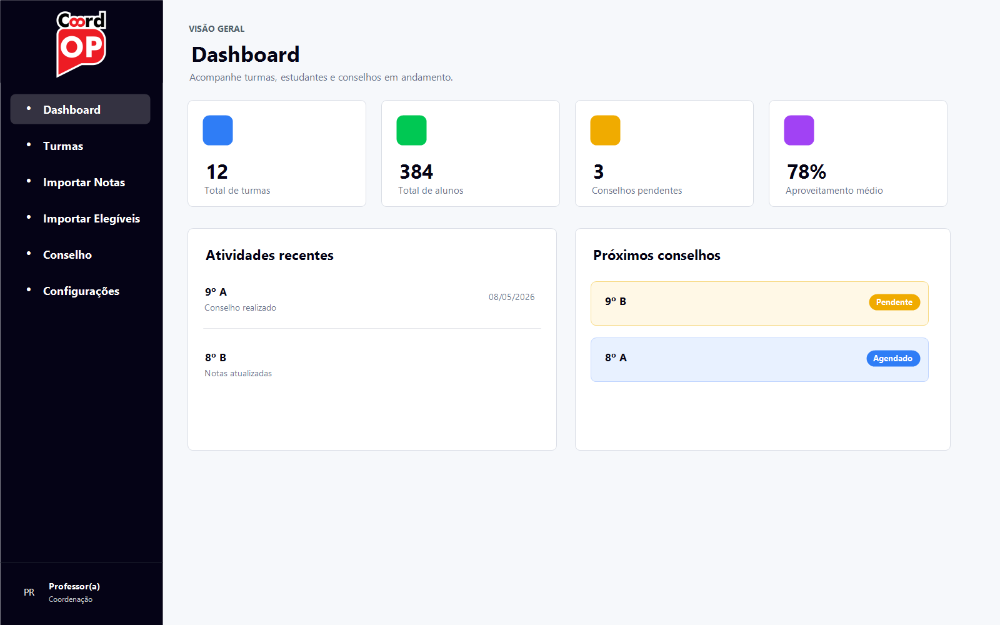 Coord
OP
• Dashboard
• Turmas
• Importar Notas
• Importar Elegíveis
• Conselho
• Configurações
PR
Professor(a)
Coordenação
VISÃO GERAL
Dashboard
Acompanhe turmas, estudantes e conselhos em andamento.
12
Total de turmas
384
Total de alunos
3
Conselhos pendentes
78%
Aproveitamento médio
Atividades recentes
9º A
Conselho realizado
08/05/2026
8º B
Notas atualizadas
Próximos conselhos
9º B
Pendente
8º A
Agendado